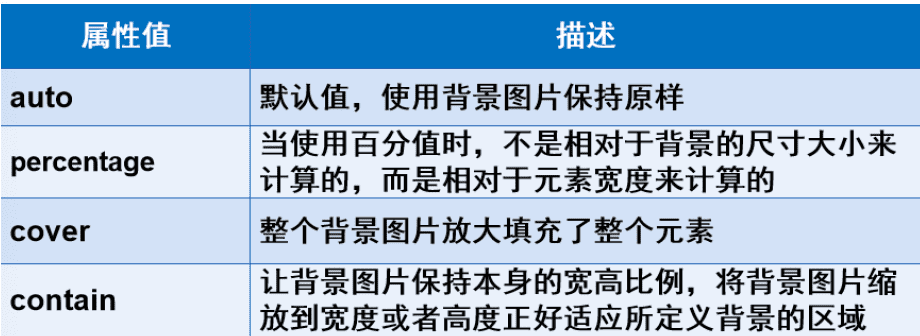 属性值 描述
auto 默认值，使用背景图片保持原样
percentage 当使用百分值时，不是相对于背景的尺寸大小来
计算的，而是相对于元素宽度来计算的
cover 整个背景图片放大填充了整个元素
contain 让背景图片保持本身的宽高比例，将背景图片缩
放到宽度或者高度正好适应所定义背景的区域